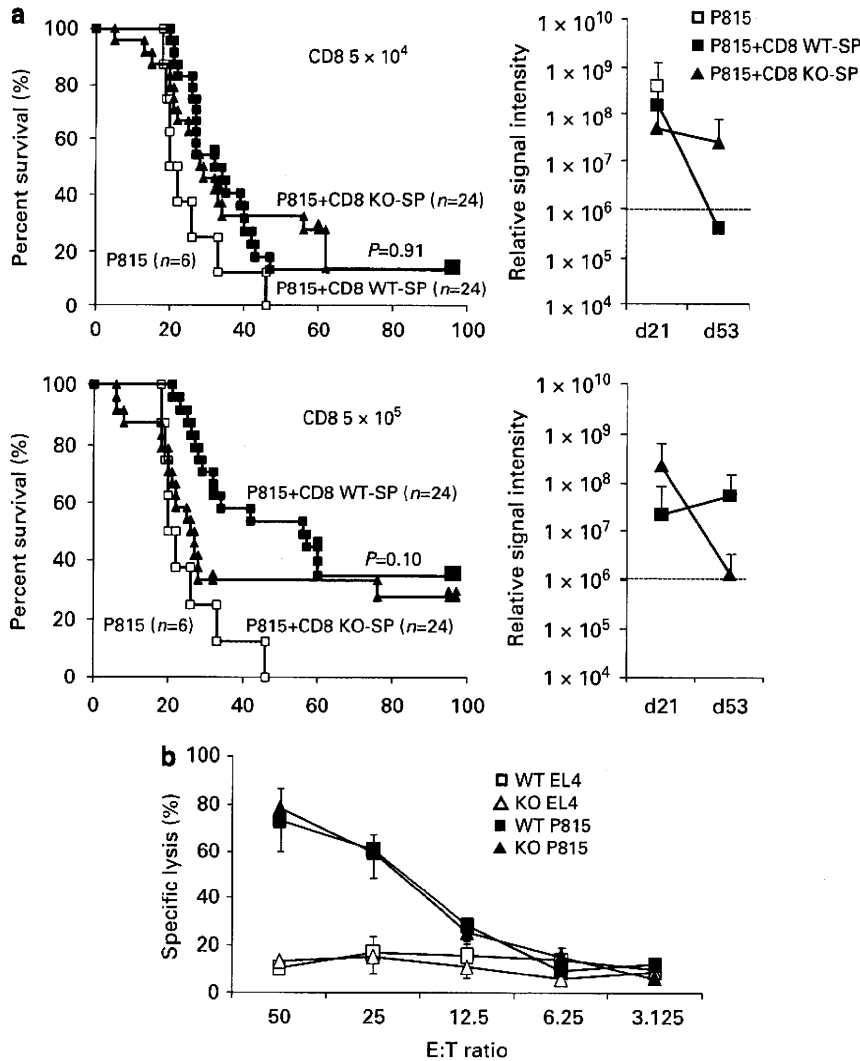 a
Percent survival (%)
100
80
60
40
20
0
CD8 5 × 10⁴
P815+CD8 KO-SP (n=24)
P=0.91
P815 (n=6)
P815+CD8 WT-SP (n=24)
0 20 40 60 80 100
Relative signal intensity
1 × 10¹⁰
1 × 10⁹
1 × 10⁸
1 × 10⁷
1 × 10⁶
1 × 10⁵
1 × 10⁴
d21 d53
P815
P815+CD8 WT-SP
P815+CD8 KO-SP
Percent survival (%)
100
80
60
40
20
0
CD8 5 × 10⁵
P815+CD8 WT-SP (n=24)
P=0.10
P815 (n=6)
P815+CD8 KO-SP (n=24)
0 20 40 60 80 100
Relative signal intensity
1 × 10¹⁰
1 × 10⁹
1 × 10⁸
1 × 10⁷
1 × 10⁶
1 × 10⁵
1 × 10⁴
d21 d53
b
Specific lysis (%)
100
80
60
40
20
0
WT EL4
KO EL4
WT P815
KO P815
50 25 12.5 6.25 3.125
E:T ratio